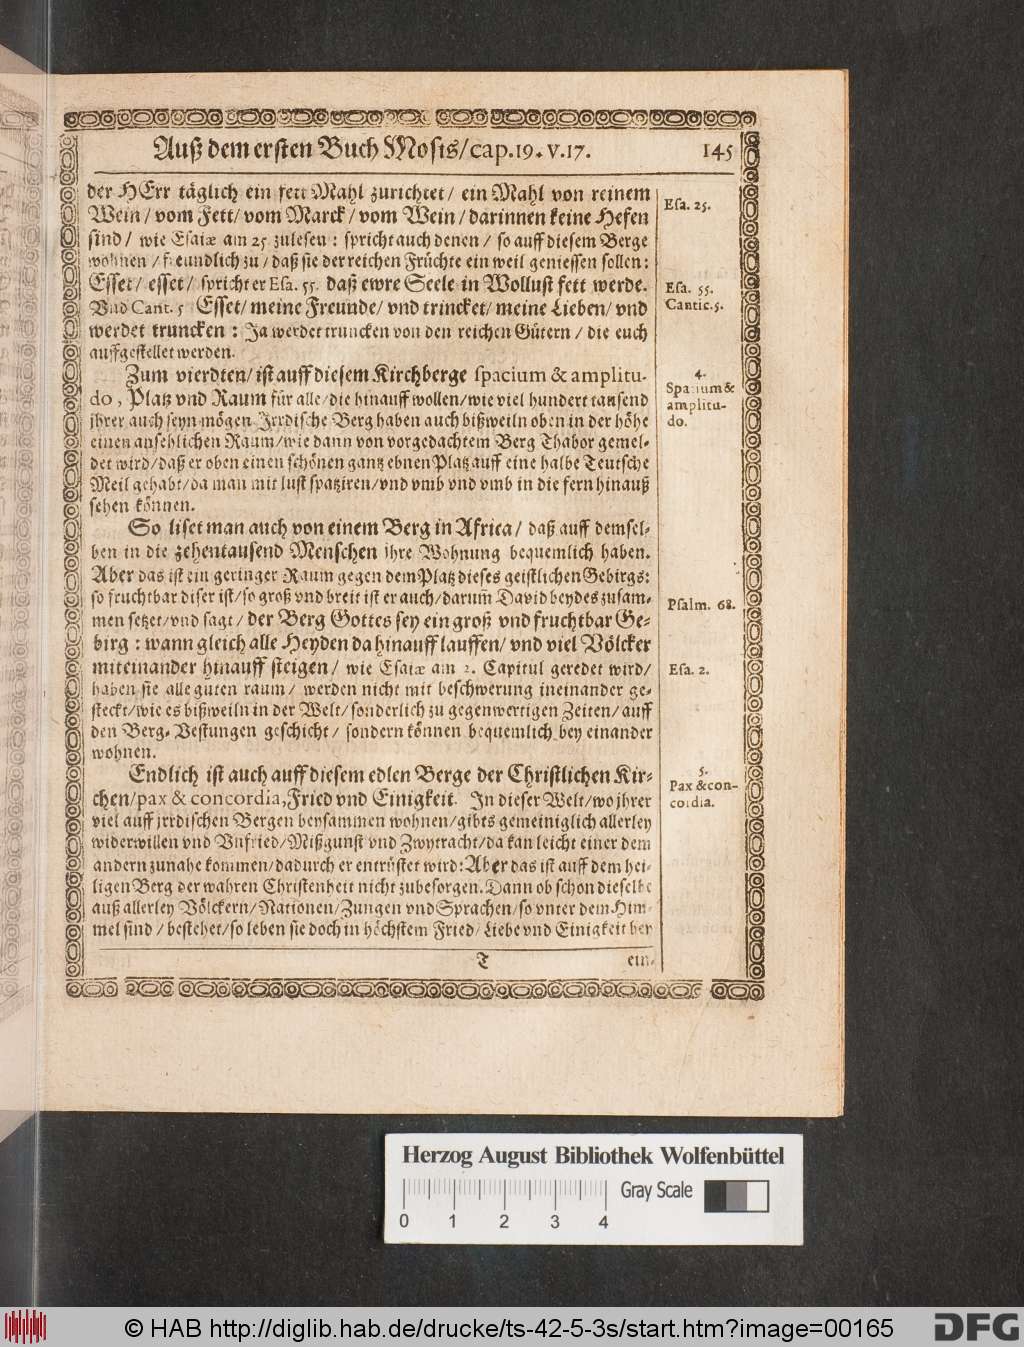 Auß dem ersten Buch Mosis/cap.19.v.17. 145
der HErr täglich ein fett Mahl zurichtet/ ein Mahl von reinem
Wein/vom Fett/vom Marck/vom Wein/darinnen keine Hefen
sind/ wie Esaiæ am 25 zulesen: spricht auch denen/ so auff diesem Berge
wohnen/freundlich zu/daß sie der reichen Früchte ein weil geniessen sollen:
Esset/ esset/ spricht er Esa. 55. daß ewre Seele in Wollust fett werde.
Vnd Cant. 5 Esset/meine Freunde/vnd trincket/meine Lieben/vnd
werdet truncken: Ja werdet truncken von den reichen Gütern/ die euch
auffgestellet werden.
Esa. 25.
Esa. 55.
Cantic.5.
Zum vierdten/ist auff diesem Kirchberge spacium & amplitu-
do, Platz vnd Raum für alle/die hinauff wollen/wie viel hundert tausend
jhrer auch seyn mögen. Jrrdische Berg haben auch bißweiln oben in der höhe
einen ansehlichen Raum/wie dann von vorgedachtem Berg Thabor gemel-
det wird/daß er oben einen schönen gantz ebnen Platz auff eine halbe Teutsche
Meil gehabt/da man mit lust spatziren/vnd vmb vnd vmb in die fern hinauß
sehen können.
4.
Spatium &
amplitu-
do.
So liset man auch von einem Berg in Africa/ daß auff demsel-
ben in die zehentausend Menschen jhre Wohnung bequemlich haben.
Aber das ist ein geringer Raum gegen dem Platz dieses geistlichen Gebirgs:
so fruchtbar diser ist/so groß vnd breit ist er auch/darum̃ David beydes zusam-
men setzet/vnd sagt/ der Berg Gottes sey ein groß vnd fruchtbar Ge-
birg: wann gleich alle Heyden da hinauff lauffen/ vnd viel Völcker
miteinander hinauff steigen/ wie Esaiæ am 2. Capitul geredet wird/
haben sie alle guten raum/ werden nicht mit beschwerung ineinander ge-
steckt/wie es bißweiln in der Welt/sonderlich zu gegenwertigen Zeiten/auff
den Berg-Vestungen geschicht/ sondern können bequemlich bey einander
wohnen.
Psalm. 68.
Esa. 2.
Endlich ist auch auff diesem edlen Berge der Christlichen Kir-
chen/pax & concordia, Fried vnd Einigkeit. Jn dieser Welt/wo jhrer
viel auff jrrdischen Bergen beysammen wohnen/gibts gemeiniglich allerley
widerwillen vnd Vnfried/Mißgunst vnd Zwytracht/da kan leicht einer dem
andern zunahe kommen/dadurch er entrüstet wird: Aber das ist auff dem hei-
ligen Berg der wahren Christenheit nicht zubesorgen. Dann ob schon dieselbe
auß allerley Völckern/Nationen/Zungen vnd Sprachen/so vnter dem Him-
mel sind/ bestehet/so leben sie doch in höchstem Fried/Liebe vnd Einigkeit bey
5.
Pax & con-
cordia.
T ein-
Herzog August Bibliothek Wolfenbüttel
Gray Scale
0 1 2 3 4
© HAB http://diglib.hab.de/drucke/ts-42-5-3s/start.htm?image=00165
DFG